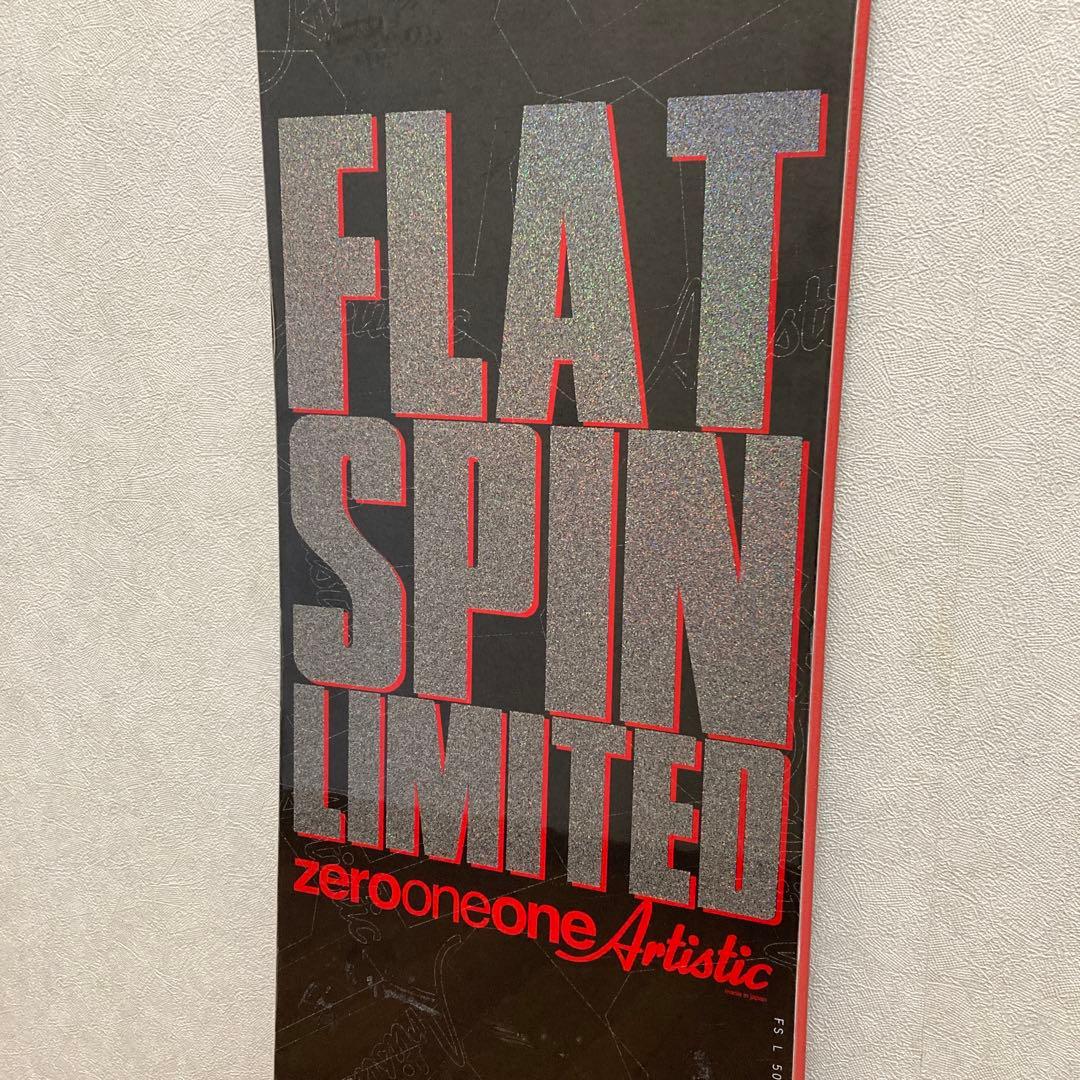 FLAT
SPIN
LIMITED
zerooneone Artistic
made in japan
FS L 50